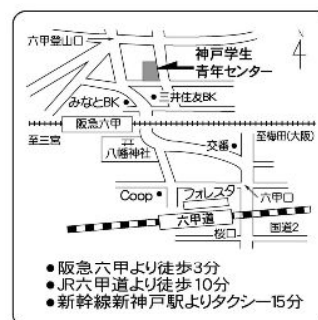 六甲登山口
神戸学生
青年センター
みなとBK
三井住友BK
阪急六甲
至三宮
至梅田(大阪)
八幡神社
交番
Coop
フォレスタ
六甲口
六甲道
桜口
国道2
●阪急六甲より徒歩3分
●JR六甲道より徒歩10分
●新幹線新神戸駅よりタクシー15分